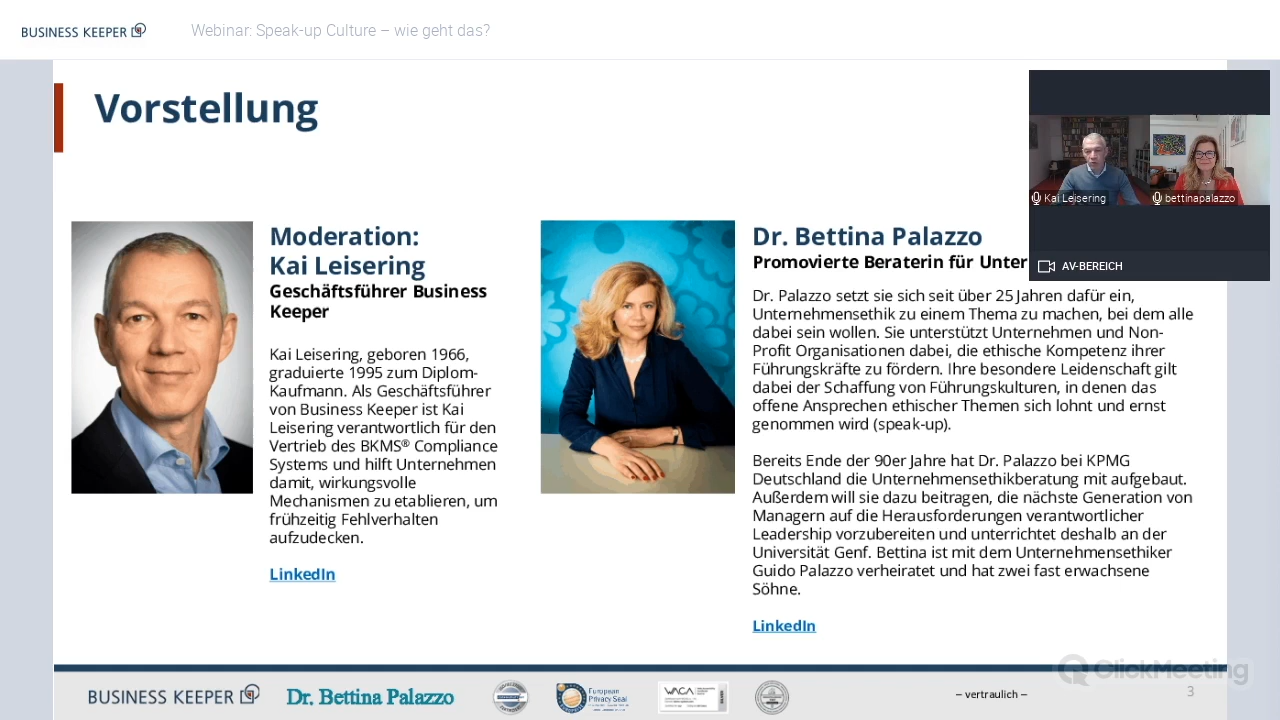 BUSINESS KEEPER
Webinar: Speak-up Culture – wie geht das?
Vorstellung
Kai Leisering
bettinapalazzo
AV-BEREICH
Moderation:
Kai Leisering
Geschäftsführer Business
Keeper
Kai Leisering, geboren 1966,
graduierte 1995 zum Diplom-
Kaufmann. Als Geschäftsführer
von Business Keeper ist Kai
Leisering verantwortlich für den
Vertrieb des BKMS® Compliance
Systems und hilft Unternehmen
damit, wirkungsvolle
Mechanismen zu etablieren, um
frühzeitig Fehlverhalten
aufzudecken.
LinkedIn
Dr. Bettina Palazzo
Promovierte Beraterin für Unter
Dr. Palazzo setzt sie sich seit über 25 Jahren dafür ein,
Unternehmensethik zu einem Thema zu machen, bei dem alle
dabei sein wollen. Sie unterstützt Unternehmen und Non-
Profit Organisationen dabei, die ethische Kompetenz ihrer
Führungskräfte zu fördern. Ihre besondere Leidenschaft gilt
dabei der Schaffung von Führungskulturen, in denen das
offene Ansprechen ethischer Themen sich lohnt und ernst
genommen wird (speak-up).
Bereits Ende der 90er Jahre hat Dr. Palazzo bei KPMG
Deutschland die Unternehmensethikberatung mit aufgebaut.
Außerdem will sie dazu beitragen, die nächste Generation von
Managern auf die Herausforderungen verantwortlicher
Leadership vorzubereiten und unterrichtet deshalb an der
Universität Genf. Bettina ist mit dem Unternehmensethiker
Guido Palazzo verheiratet und hat zwei fast erwachsene
Söhne.
LinkedIn
BUSINESS KEEPER
Dr. Bettina Palazzo
European
Privacy Seal
WACA
– vertraulich –
ClickMeeting
3